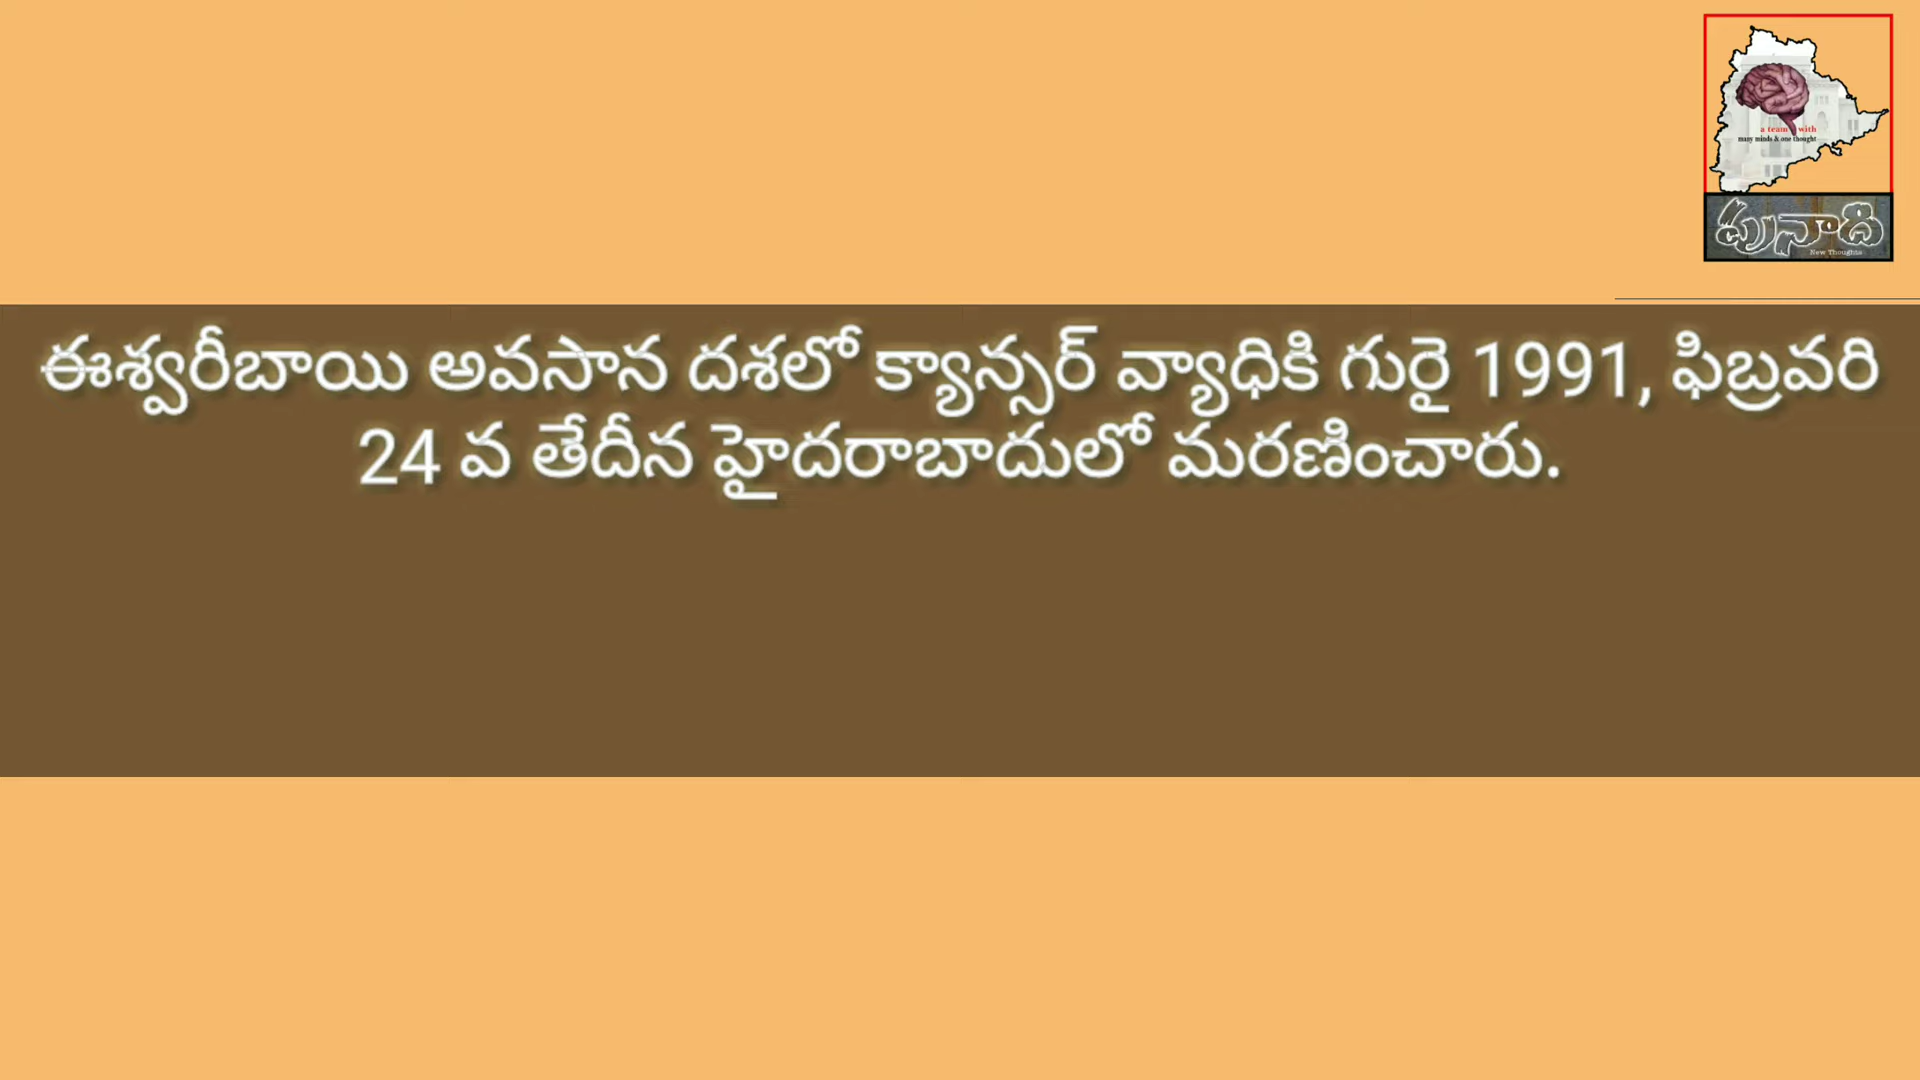 a team with
many minds & one thought
పునాది
New Thoughts
ఈశ్వరీబాయి అవసాన దశలో క్యాన్సర్ వ్యాధికి గురై 1991, ఫిబ్రవరి
24 వ తేదీన హైదరాబాదులో మరణించారు.